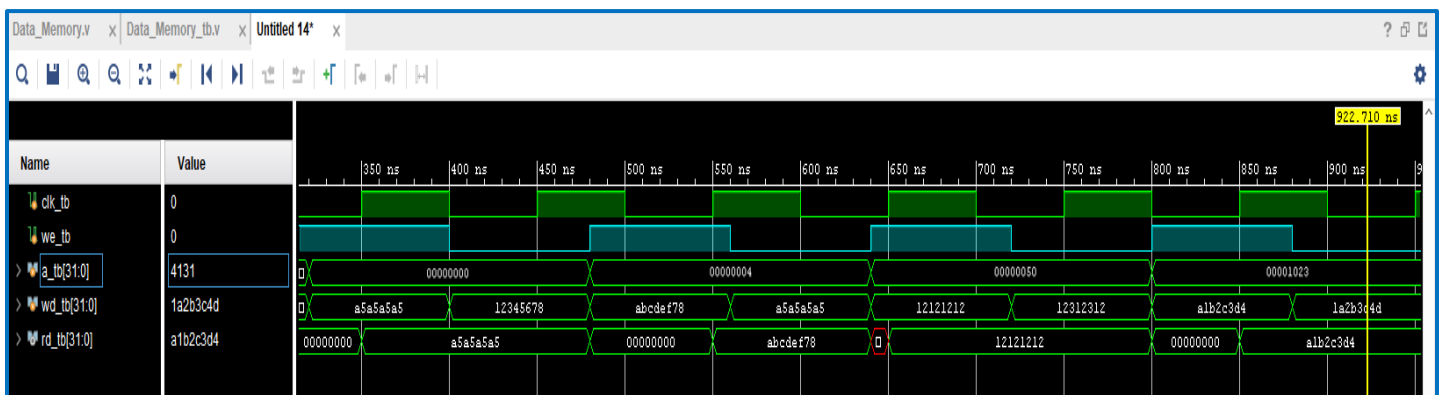 Data_Memory.v x Data_Memory_tb.v x Untitled 14* x ?
922.710 ns
Name Value
350 ns 400 ns 450 ns 500 ns 550 ns 600 ns 650 ns 700 ns 750 ns 800 ns 850 ns 900 ns 9
clk_tb 0
we_tb 0
a_tb[31:0] 4131 00000000 00000004 00000050 00001023
wd_tb[31:0] 1a2b3c4d a5a5a5a5 12345678 abcdef78 a5a5a5a5 12121212 12312312 a1b2c3d4 1a2b3c4d
rd_tb[31:0] a1b2c3d4 00000000 a5a5a5a5 00000000 abcdef78 12121212 00000000 a1b2c3d4